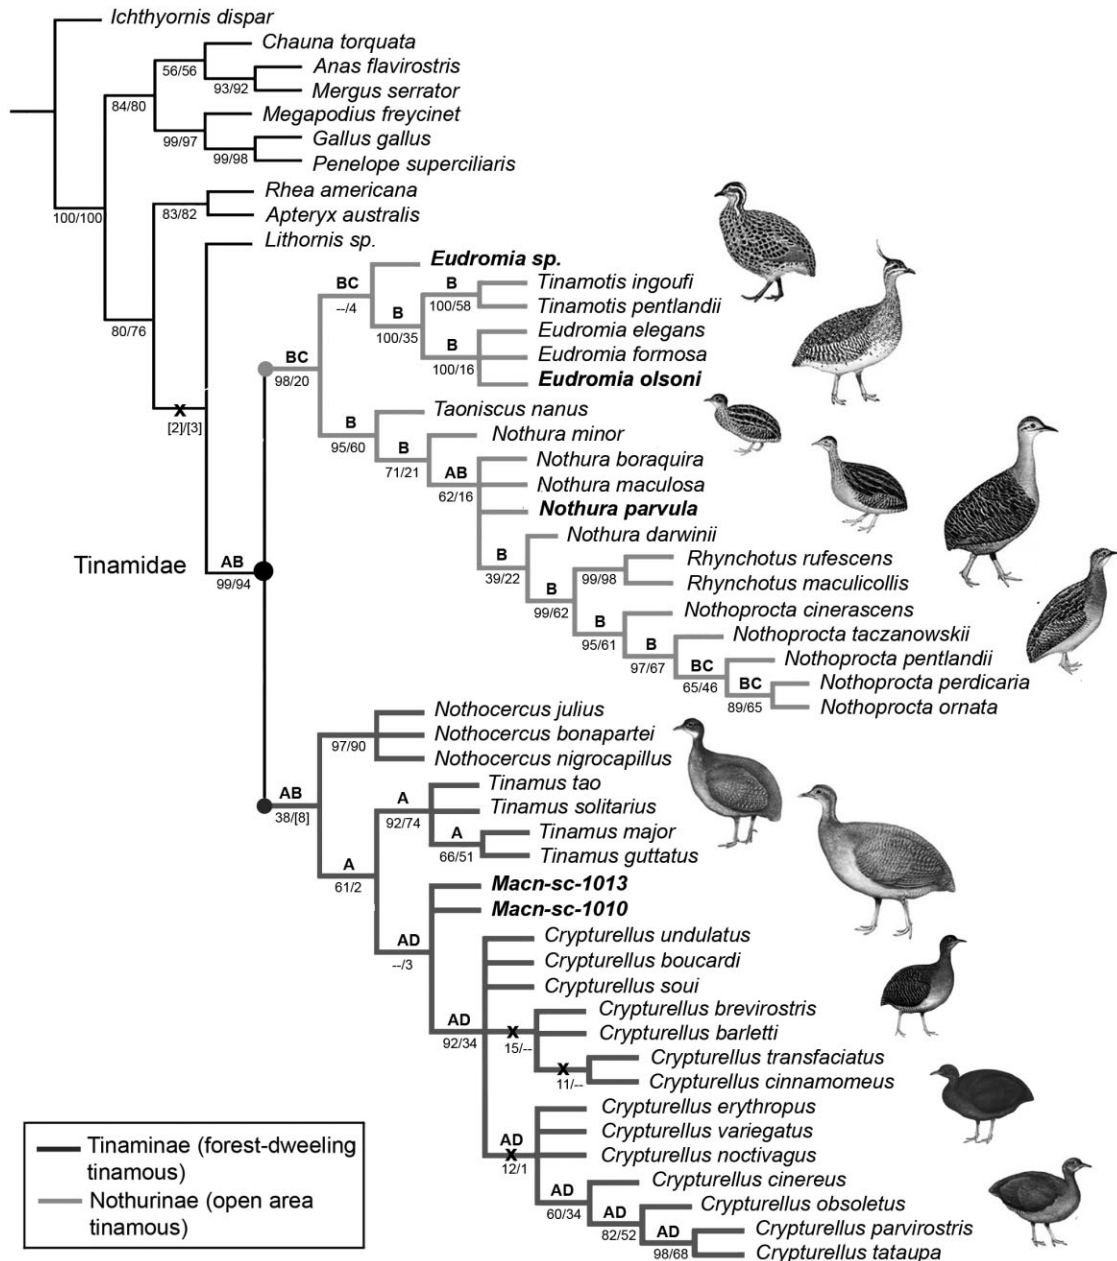 Ichthyornis dispar
Chauna torquata
56/56
Anas flavirostris
93/92
Mergus serrator
84/80
Megapodius freycinet
99/97
Gallus gallus
99/98
Penelope superciliaris
Rhea americana
83/82
100/100
Apteryx australis
Lithornis sp.
Eudromia sp.
BC
--/4
B
100/58
Tinamotis ingoufi
Tinamotis pentlandii
80/76
B
100/35
Eudromia elegans
BC
98/20
B
100/16
Eudromia formosa
Eudromia olsoni
x
[2]/[3]
Taoniscus nanus
B
95/60
Nothura minor
B
71/21
Nothura boraquira
AB
62/16
Nothura maculosa
Nothura parvula
Nothura darwinii
Tinamidae
AB
99/94
B
39/22
Rhynchotus rufescens
99/98
Rhynchotus maculicollis
B
99/62
Nothoprocta cinerascens
B
95/61
Nothoprocta taczanowskii
B
97/67
Nothoprocta pentlandii
BC
65/46
Nothoprocta perdicaria
BC
89/65
Nothoprocta ornata
Nothocercus julius
97/90
Nothocercus bonapartei
Nothocercus nigrocapillus
AB
38/[8]
Tinamus tao
A
92/74
Tinamus solitarius
Tinamus major
A
66/51
Tinamus guttatus
A
61/2
Macn-sc-1013
Macn-sc-1010
AD
--/3
Crypturellus undulatus
Crypturellus boucardi
Crypturellus soui
AD
92/34
Crypturellus brevirostris
x
15/--
Crypturellus barletti
Crypturellus transfaciatus
x
11/--
Crypturellus cinnamomeus
Crypturellus erythropus
Crypturellus variegatus
AD
x
12/1
Crypturellus noctivagus
Crypturellus cinereus
AD
60/34
Crypturellus obsoletus
AD
82/52
Crypturellus parvirostris
AD
98/68
Crypturellus tataupa
Tinaminae (forest-dweeling
tinamous)
Nothurinae (open area
tinamous)